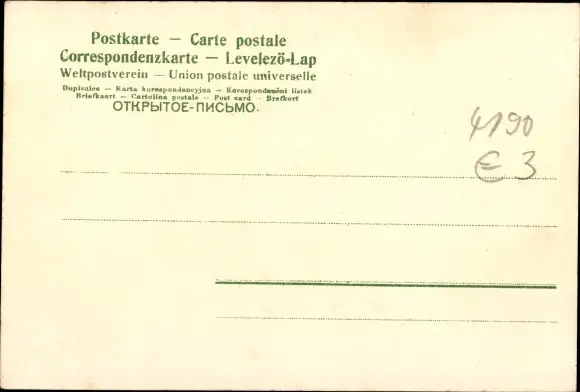 Postkarte — Carte postale
Correspondenzkarte — Levelező-Lap
Weltpostverein — Union postale universelle
Dopisnice — Karta korespondencyjna — Korespondenční lístek
Briefkaart — Cartolina postale — Post card — Brefkort
ОТКРЫТОЕ-ПИСЬМО.
4190
€ 3